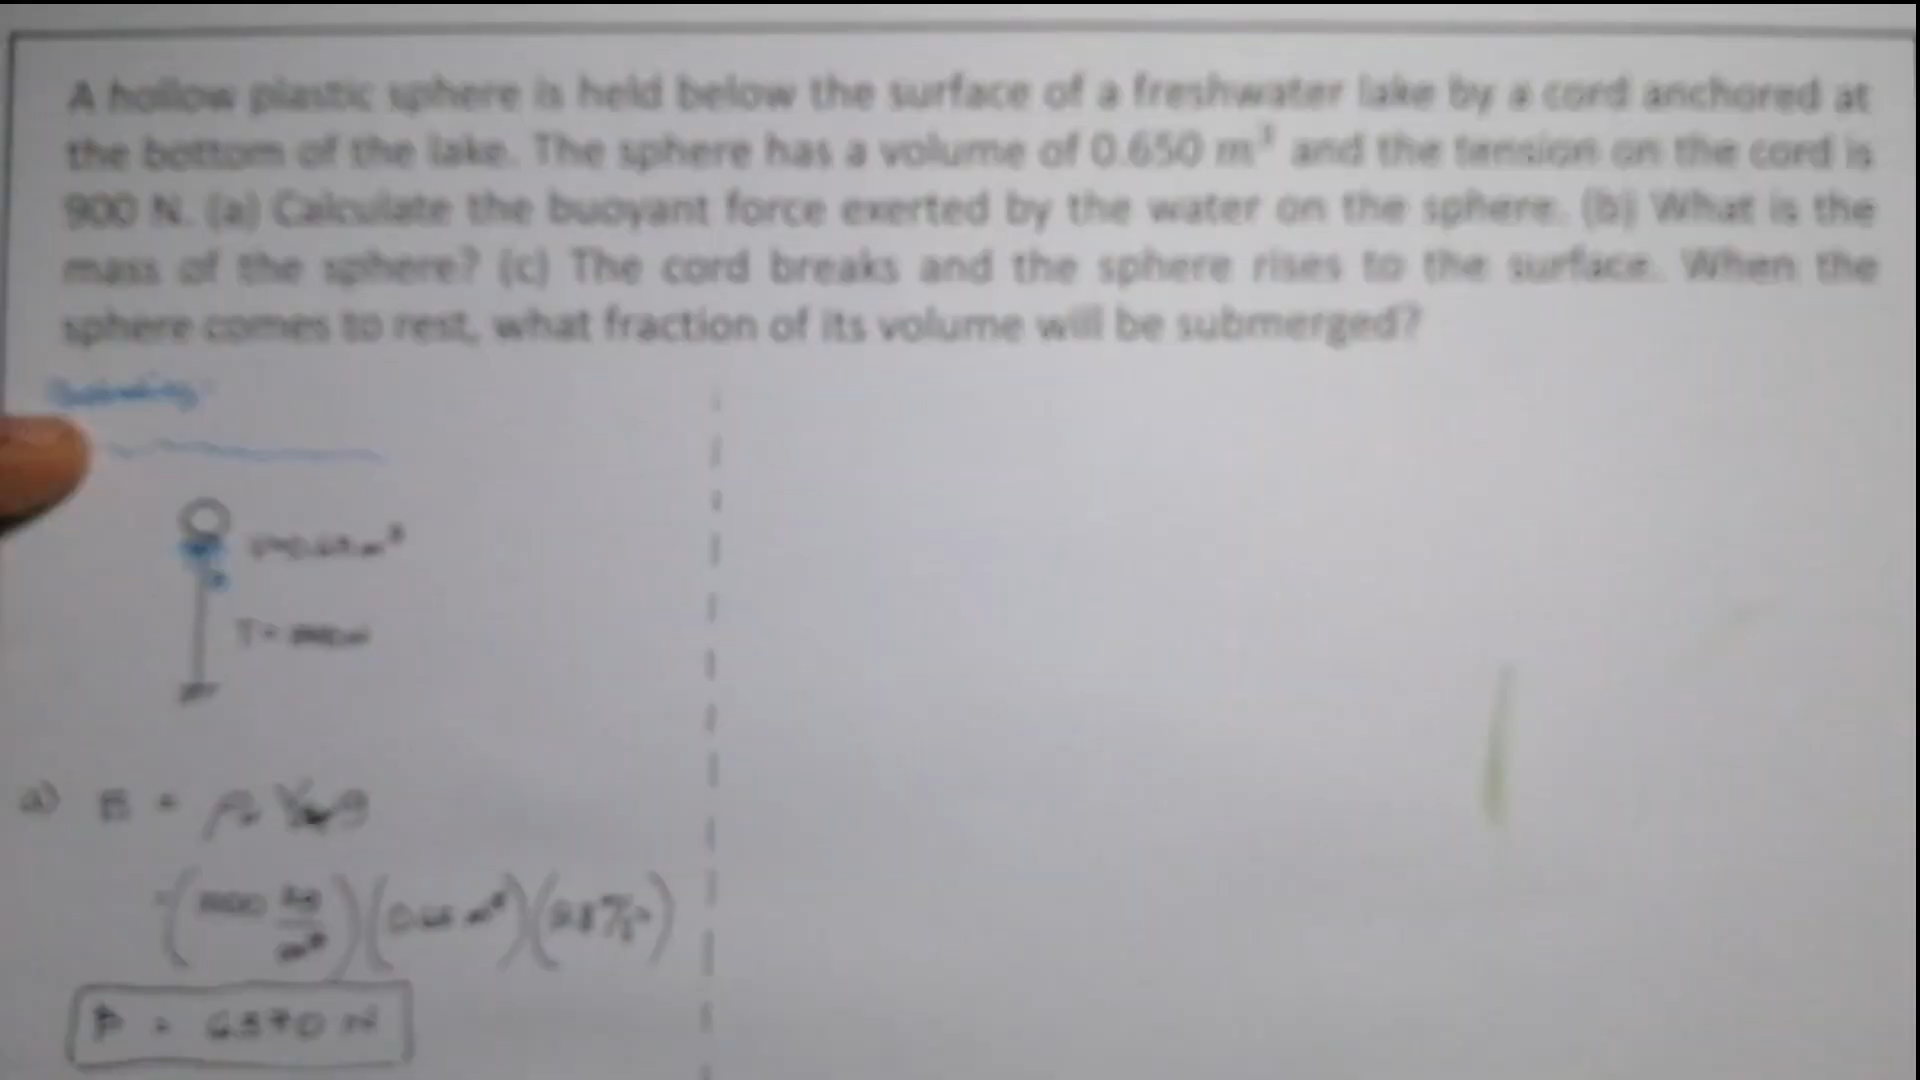 A hollow plastic sphere is held below the surface of a freshwater lake by a cord anchored at
the bottom of the lake. The sphere has a volume of 0.650 m³ and the tension on the cord is
900 N. (a) Calculate the buoyant force exerted by the water on the sphere. (b) What is the
mass of the sphere? (c) The cord breaks and the sphere rises to the surface. When the
sphere comes to rest, what fraction of its volume will be submerged?
T =
a) B =
B = 6370 N